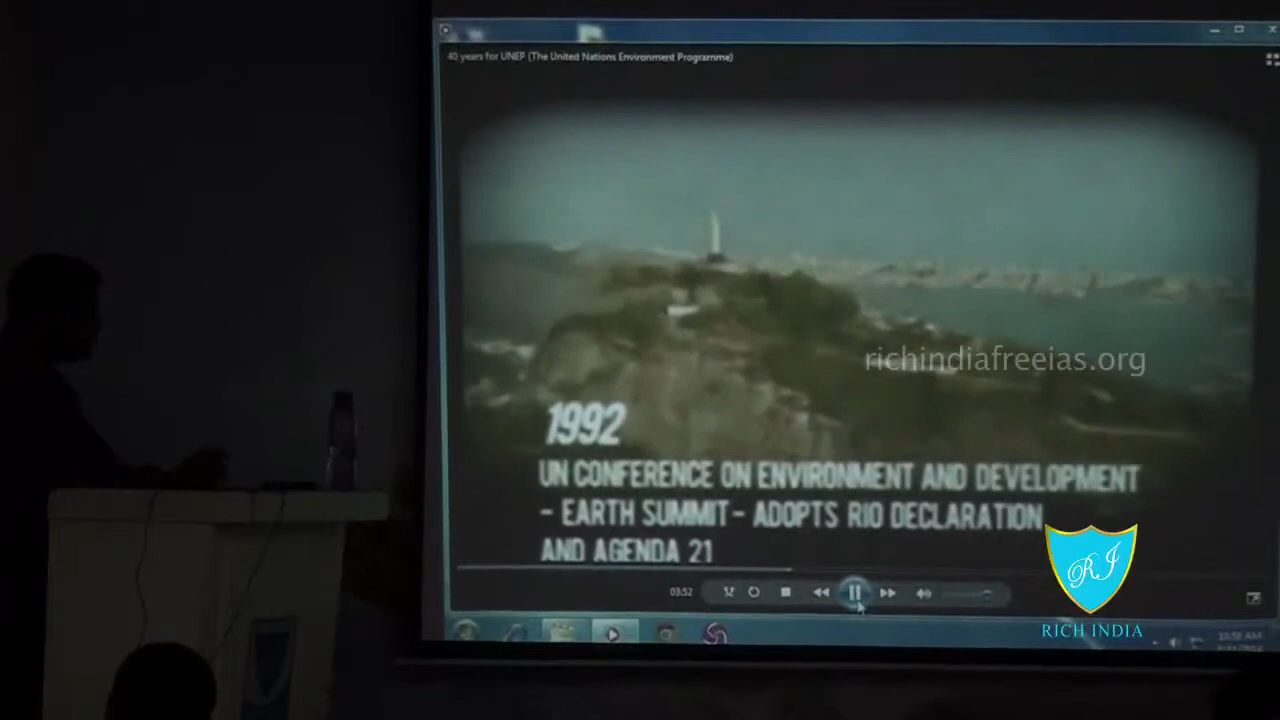 40 years for UNEP (The United Nations Environment Programme)
richindiafreeias.org
1992
UN CONFERENCE ON ENVIRONMENT AND DEVELOPMENT
- EARTH SUMMIT - ADOPTS RIO DECLARATION
AND AGENDA 21
03:52
RJ
RICH INDIA